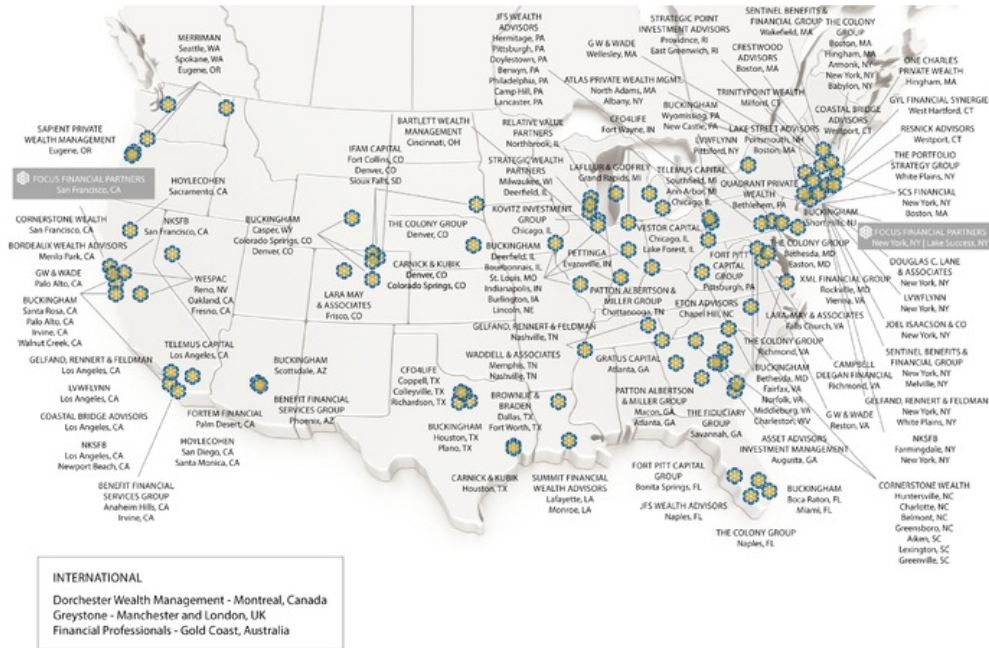 MERRIMAN
Seattle, WA
Spokane, WA
Eugene, OR
SAPIENT PRIVATE
WEALTH MANAGEMENT
Eugene, OR
FOCUS FINANCIAL PARTNERS
San Francisco, CA
HOYLECOHEN
Sacramento, CA
CORNERSTONE WEALTH
BORDEAUX WEALTH ADVISORS
Menlo Park, CA
GW & WADE
Palo Alto, CA
BUCKINGHAM
Santa Rosa, CA
Palo Alto, CA
Irvine, CA
Walnut Creek, CA
NKSFB
San Francisco, CA
WESPAC
Reno, NV
Oakland, CA
Fresno, CA
TELEMUS CAPITAL
Los Angeles, CA
GELFAND, RENNERT & FELDMAN
Los Angeles, CA
LVWFLYNN
Los Angeles, CA
COASTAL BRIDGE ADVISORS
Los Angeles, CA
NKSFB
Los Angeles, CA
Newport Beach, CA
BENEFIT FINANCIAL
SERVICES GROUP
Anaheim Hills, CA
Irvine, CA
FORTEM FINANCIAL
Palm Desert, CA
HOYLECOHEN
San Diego, CA
Santa Monica, CA
BUCKINGHAM
Scottsdale, AZ
BENEFIT FINANCIAL
SERVICES GROUP
Phoenix, AZ
BUCKINGHAM
Casper, WY
Colorado Springs, CO
Denver, CO
IFAM CAPITAL
Fort Collins, CO
Denver, CO
Sioux Falls, SD
LARA MAY
& ASSOCIATES
Frisco, CO
THE COLONY GROUP
Denver, CO
CARNICK & KUBIK
Denver, CO
Colorado Springs, CO
BARTLETT WEALTH
MANAGEMENT
Cincinnati, OH
JFS WEALTH
ADVISORS
Hermitage, PA
Pittsburgh, PA
Doylestown, PA
Berwyn, PA
Philadelphia, PA
Camp Hill, PA
Lancaster, PA
RELATIVE VALUE
PARTNERS
Northbrook, IL
STRATEGIC WEALTH
PARTNERS
Milwaukee, WI
Deerfield, IL
KOVITZ INVESTMENT
GROUP
Chicago, IL
BUCKINGHAM
Deerfield, IL
Bourbonnais, IL
St. Louis, MO
Indianapolis, IN
Burlington, IA
Lincoln, NE
GELFAND, RENNERT & FELDMAN
Nashville, TN
WADDELL & ASSOCIATES
Memphis, TN
Nashville, TN
CFO4LIFE
Coppell, TX
Colleyville, TX
Richardson, TX
BROWNLIE &
BRADEN
Dallas, TX
Fort Worth, TX
BUCKINGHAM
Houston, TX
Plano, TX
CARNICK & KUBIK
Houston, TX
SUMMIT FINANCIAL
WEALTH ADVISORS
Lafayette, LA
Monroe, LA
STRATEGIC POINT
INVESTMENT ADVISORS
Providence, RI
East Greenwich, RI
G W & WADE
Wellesley, MA
ATLAS PRIVATE WEALTH MGMT.
North Adams, MA
Albany, NY
CFO4LIFE
Fort Wayne, IN
LAFLEUR & GODFREY
Grand Rapids, MI
PETTINGA
Evansville, IN
PATTON ALBERTSON &
MILLER GROUP
Chattanooga, TN
TELEMUS CAPITAL
Southfield, MI
Ann Arbor, MI
Chicago, IL
VESTOR CAPITAL
Chicago, IL
Lake Forest, IL
ETON ADVISORS
Chapel Hill, NC
GRATUS CAPITAL
Atlanta, GA
PATTON ALBERTSON
& MILLER GROUP
Macon, GA
Atlanta, GA
THE FIDUCIARY
GROUP
Savannah, GA
ASSET ADVISORS
INVESTMENT MANAGEMENT
Augusta, GA
FORT PITT CAPITAL
GROUP
Bonita Springs, FL
JFS WEALTH ADVISORS
Naples, FL
THE COLONY GROUP
Naples, FL
BUCKINGHAM
Boca Raton, FL
Miami, FL
SENTINEL BENEFITS &
FINANCIAL GROUP
Wakefield, MA
CRESTWOOD
ADVISORS
Boston, MA
THE COLONY
GROUP
Boston, MA
Hingham, MA
Armonk, NY
New York, NY
Babylon, NY
TRINITYPOINT WEALTH
Milford, CT
BUCKINGHAM
Wyomissing, PA
New Castle, PA
LVWFLYNN
Pittsford, NY
LAKE STREET ADVISORS
Portsmouth, NH
Boston, MA
COASTAL BRIDGE
ADVISORS
Westport, CT
QUADRANT PRIVATE
WEALTH
Bethlehem, PA
BUCKINGHAM
Short Hills, NJ
FORT PITT
CAPITAL
GROUP
Pittsburgh, PA
THE COLONY GROUP
Bethesda, MD
Easton, MD
XML FINANCIAL GROUP
Rockville, MD
Vienna, VA
LARA, MAY & ASSOCIATES
Falls Church, VA
THE COLONY GROUP
Richmond, VA
BUCKINGHAM
Bethesda, MD
Fairfax, VA
Norfolk, VA
Middleburg, VA
Charleston, WV
CAMPBELL
DEEGAN FINANCIAL
Richmond, VA
G W & WADE
Reston, VA
ONE CHARLES
PRIVATE WEALTH
Hingham, MA
GYL FINANCIAL SYNERGIE
West Hartford, CT
RESNICK ADVISORS
Westport, CT
THE PORTFOLIO
STRATEGY GROUP
White Plains, NY
SCS FINANCIAL
New York, NY
Boston, MA
FOCUS FINANCIAL PARTNERS
New York, NY | Lake Success, NY
DOUGLAS C. LANE
& ASSOCIATES
New York, NY
LVWFLYNN
New York, NY
JOEL ISAACSON & CO
New York, NY
SENTINEL BENEFITS &
FINANCIAL GROUP
New York, NY
Melville, NY
GELFAND, RENNERT & FELDMAN
New York, NY
White Plains, NY
NKSFB
Farmingdale, NY
New York, NY
CORNERSTONE WEALTH
Huntersville, NC
Charlotte, NC
Belmont, NC
Greensboro, NC
Aiken, SC
Lexington, SC
Greenville, SC
INTERNATIONAL
Dorchester Wealth Management - Montreal, Canada
Greystone - Manchester and London, UK
Financial Professionals - Gold Coast, Australia